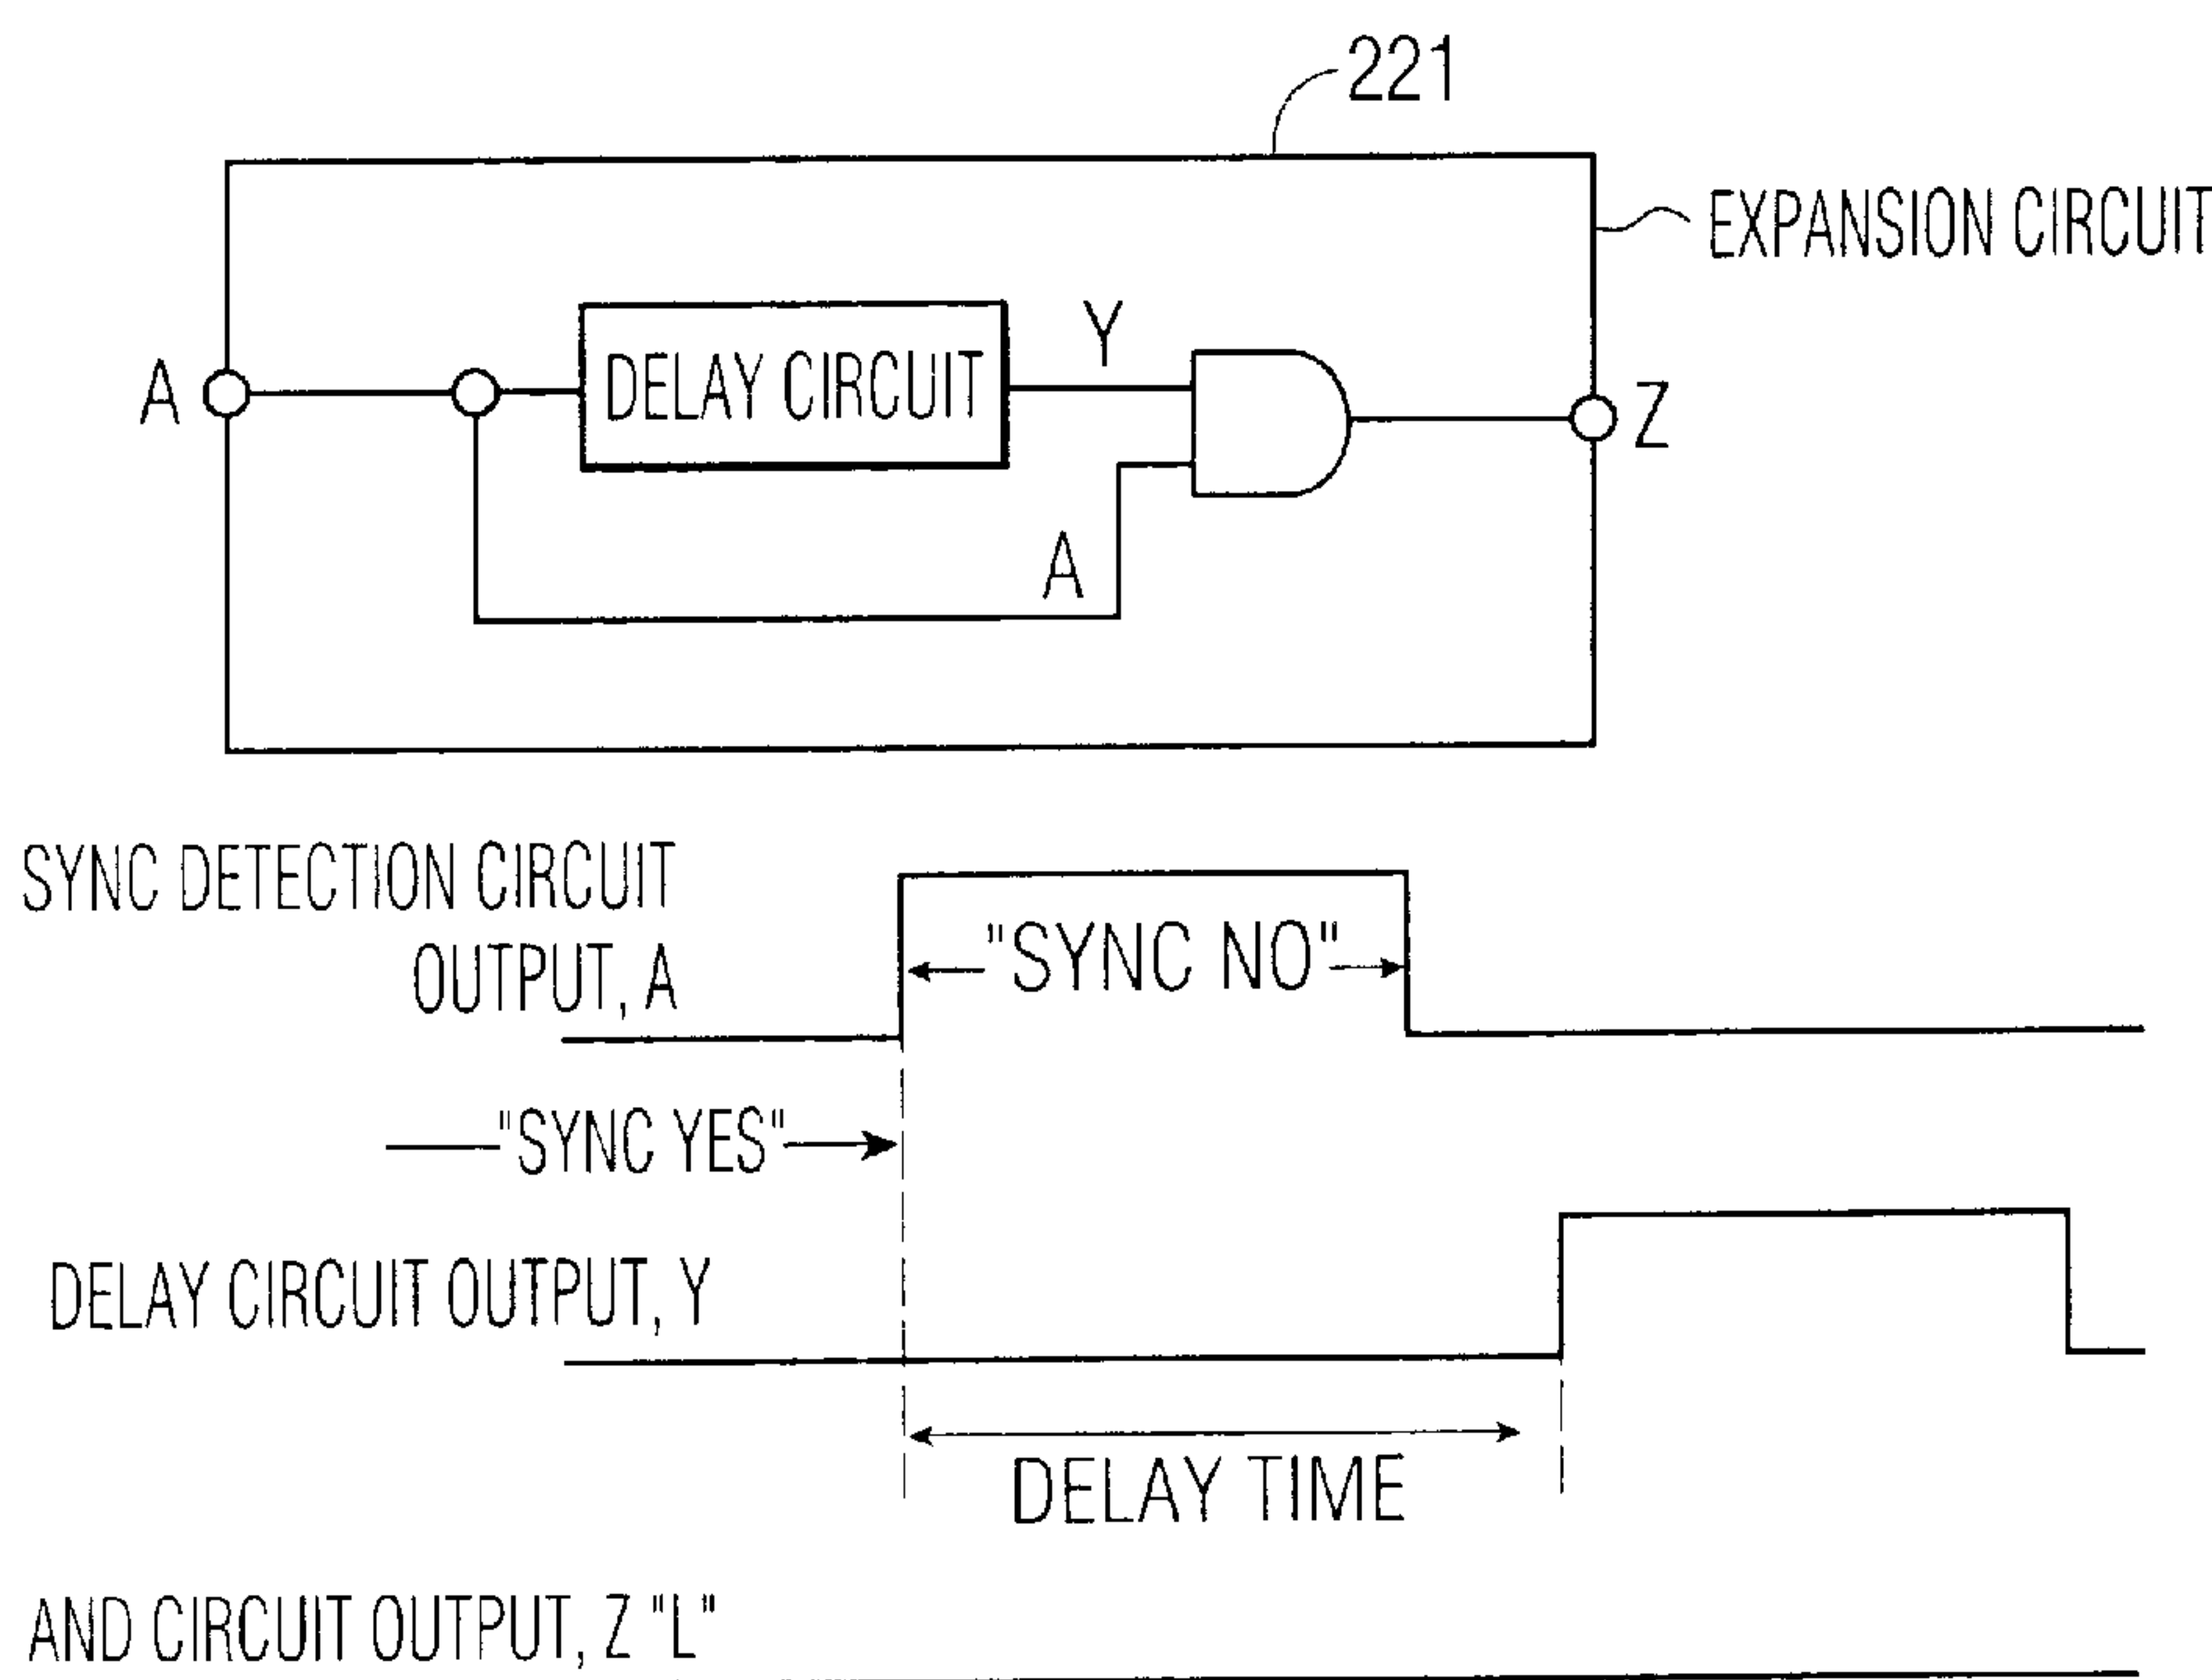 221
EXPANSION CIRCUIT
A
DELAY CIRCUIT
Y
Z
A
SYNC DETECTION CIRCUIT
OUTPUT, A
"SYNC NO"
"SYNC YES"
DELAY CIRCUIT OUTPUT, Y
DELAY TIME
AND CIRCUIT OUTPUT, Z "L"